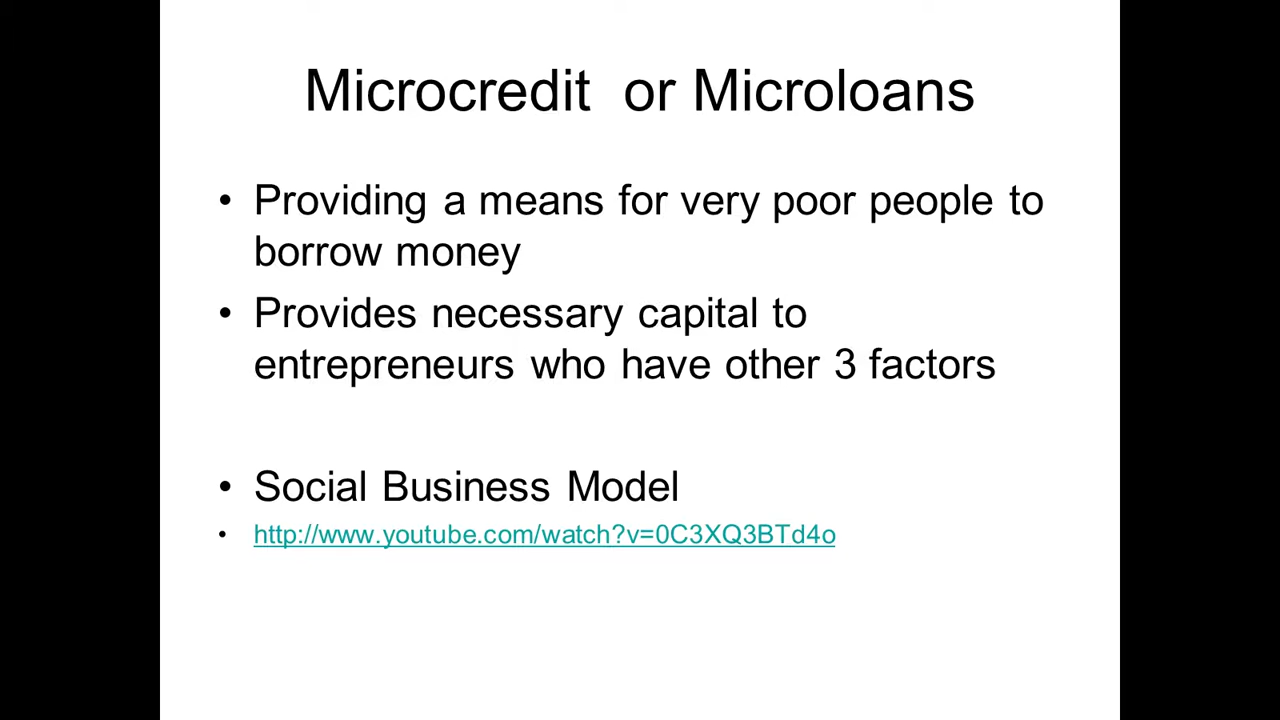 Microcredit  or Microloans
• Providing a means for very poor people to
borrow money
• Provides necessary capital to
entrepreneurs who have other 3 factors
• Social Business Model
• http://www.youtube.com/watch?v=0C3XQ3BTd4o